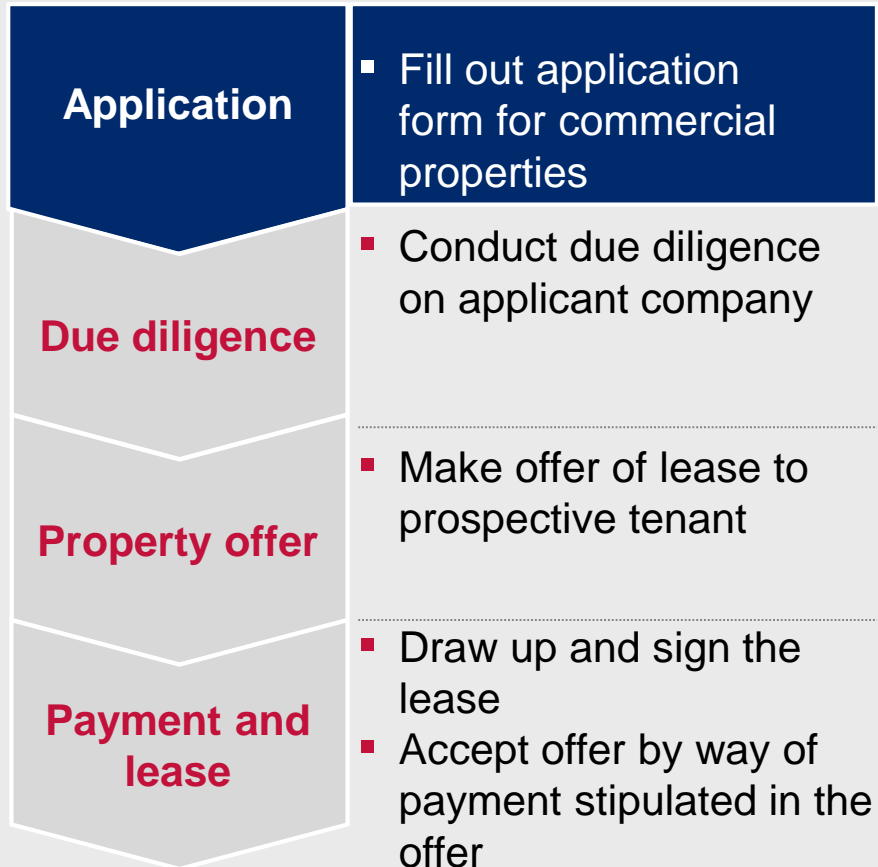 Application
▪ Fill out application
form for commercial
properties
Due diligence
▪ Conduct due diligence
on applicant company
Property offer
▪ Make offer of lease to
prospective tenant
Payment and
lease
▪ Draw up and sign the
lease
▪ Accept offer by way of
payment stipulated in the
offer